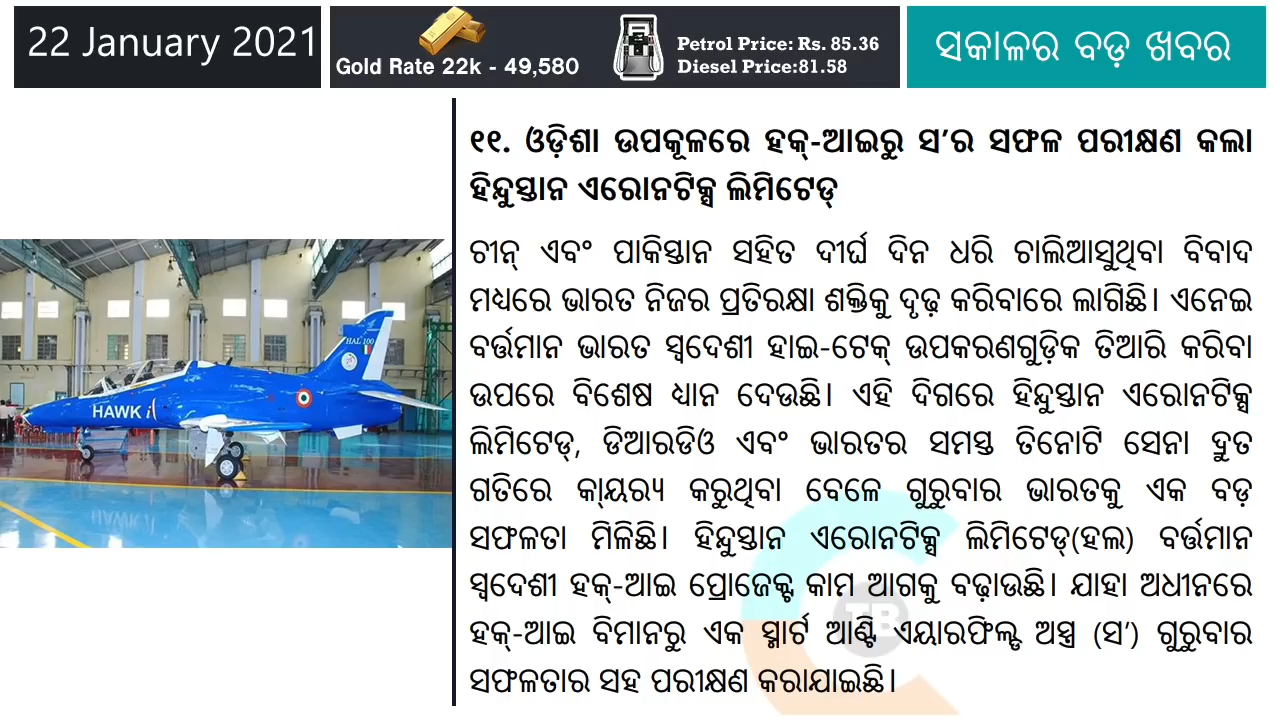 22 January 2021
Gold Rate 22k - 49,580
Petrol Price: Rs. 85.36
Diesel Price:81.58
ସକାଳର ବଡ଼ ଖବର
୧୧. ଓଡ଼ିଶା ଉପକୂଳରେ ହକ୍-ଆଇରୁ ସ’ର ସଫଳ ପରୀକ୍ଷଣ କଲା
ହିନ୍ଦୁସ୍ତାନ ଏରୋନଟିକ୍ସ ଲିମିଟେଡ୍
ଚୀନ୍ ଏବଂ ପାକିସ୍ତାନ ସହିତ ଦୀର୍ଘ ଦିନ ଧରି ଚାଲିଆସୁଥିବା ବିବାଦ
ମଧ୍ୟରେ ଭାରତ ନିଜର ପ୍ରତିରକ୍ଷା ଶକ୍ତିକୁ ଦୃଢ଼ କରିବାରେ ଲାଗିଛି। ଏନେଇ
ବର୍ତ୍ତମାନ ଭାରତ ସ୍ୱଦେଶୀ ହାଇ-ଟେକ୍ ଉପକରଣଗୁଡ଼ିକ ତିଆରି କରିବା
ଉପରେ ବିଶେଷ ଧ୍ୟାନ ଦେଉଛି। ଏହି ଦିଗରେ ହିନ୍ଦୁସ୍ତାନ ଏରୋନଟିକ୍ସ
ଲିମିଟେଡ୍, ଡିଆରଡିଓ ଏବଂ ଭାରତର ସମସ୍ତ ତିନୋଟି ସେନା ଦ୍ରୁତ
ଗତିରେ କା୍ୟର‌୍ୟ କରୁଥିବା ବେଳେ ଗୁରୁବାର ଭାରତକୁ ଏକ ବଡ଼
ସଫଳତା ମିଳିଛି। ହିନ୍ଦୁସ୍ତାନ ଏରୋନଟିକ୍ସ ଲିମିଟେଡ୍(ହଲ) ବର୍ତ୍ତମାନ
ସ୍ୱଦେଶୀ ହକ୍-ଆଇ ପ୍ରୋଜେକ୍ଟ କାମ ଆଗକୁ ବଢ଼ାଉଛି। ଯାହା ଅଧୀନରେ
ହକ୍-ଆଇ ବିମାନରୁ ଏକ ସ୍ମାର୍ଟ ଆଣ୍ଟି ଏୟାରଫିଲ୍ଡ ଅସ୍ତ୍ର (ସ’) ଗୁରୁବାର
ସଫଳତାର ସହ ପରୀକ୍ଷଣ କରାଯାଇଛି।
HAL 100
HAWK i
TB